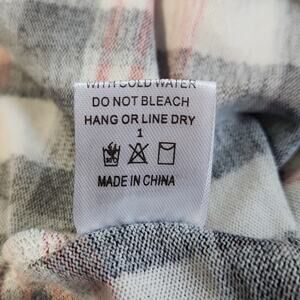 WITH COLD WATER
DO NOT BLEACH
HANG OR LINE DRY
1
MADE IN CHINA